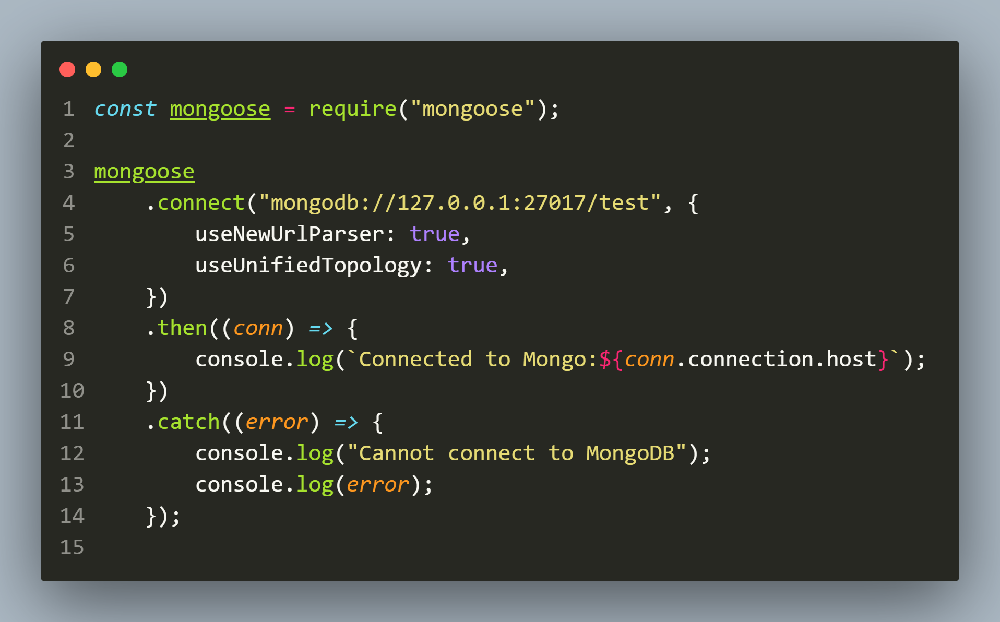 1 const mongoose = require("mongoose");
2
3 mongoose
4     .connect("mongodb://127.0.0.1:27017/test", {
5         useNewUrlParser: true,
6         useUnifiedTopology: true,
7     })
8     .then((conn) => {
9         console.log(`Connected to Mongo:${conn.connection.host}`);
10     })
11     .catch((error) => {
12         console.log("Cannot connect to MongoDB");
13         console.log(error);
14     });
15